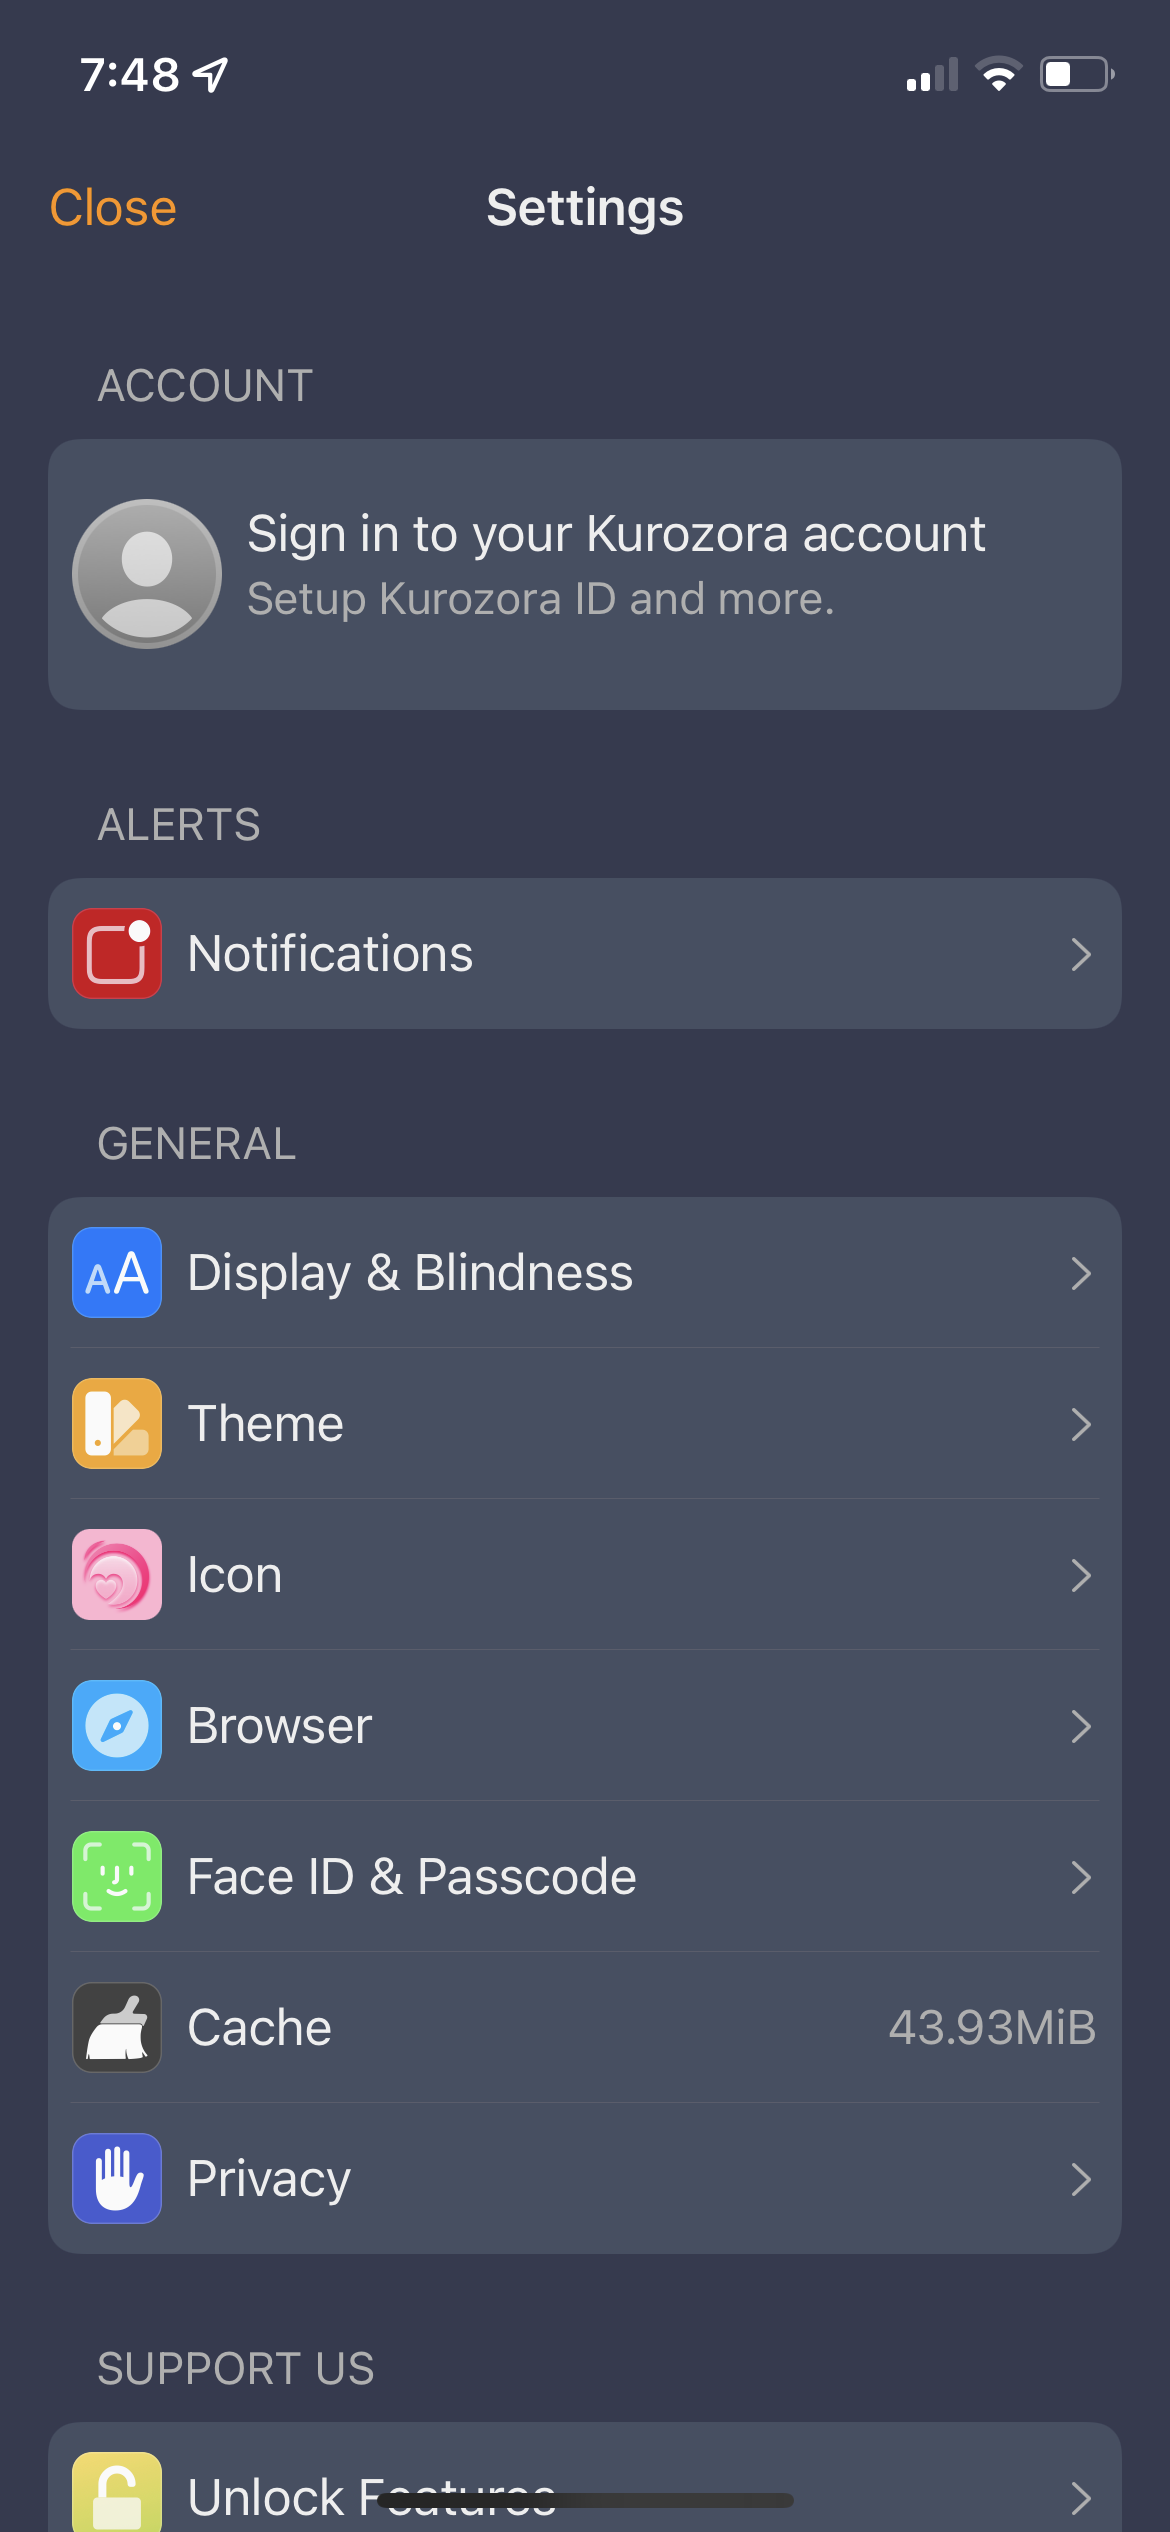 7:48
Close
Settings
ACCOUNT
Sign in to your Kurozora account
Setup Kurozora ID and more.
ALERTS
Notifications
GENERAL
AA Display & Blindness
Theme
Icon
Browser
Face ID & Passcode
Cache
43.93MiB
Privacy
SUPPORT US
Unlock Features